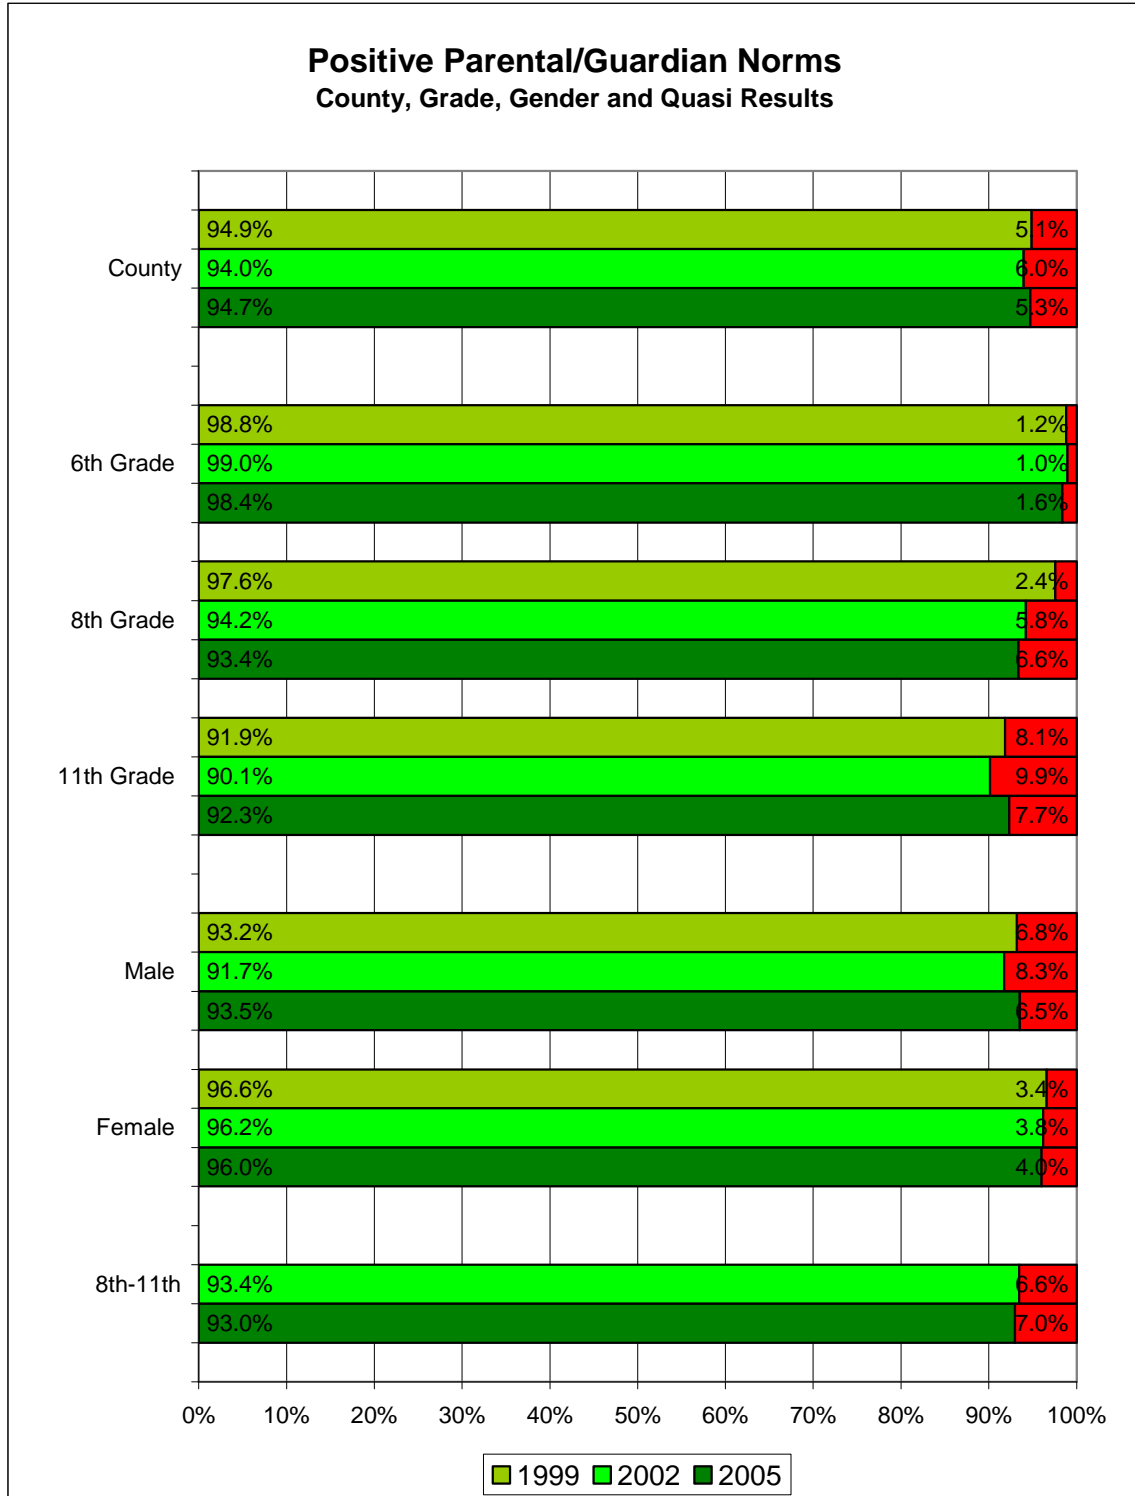 Positive Parental/Guardian Norms
County, Grade, Gender and Quasi Results
94.9% 5.1%
County 94.0% 6.0%
94.7% 5.3%
98.8% 1.2%
6th Grade 99.0% 1.0%
98.4% 1.6%
97.6% 2.4%
8th Grade 94.2% 5.8%
93.4% 6.6%
91.9% 8.1%
11th Grade 90.1% 9.9%
92.3% 7.7%
93.2% 6.8%
Male 91.7% 8.3%
93.5% 6.5%
96.6% 3.4%
Female 96.2% 3.8%
96.0% 4.0%
8th-11th 93.4% 6.6%
93.0% 7.0%
0% 10% 20% 30% 40% 50% 60% 70% 80% 90% 100%
1999 2002 2005